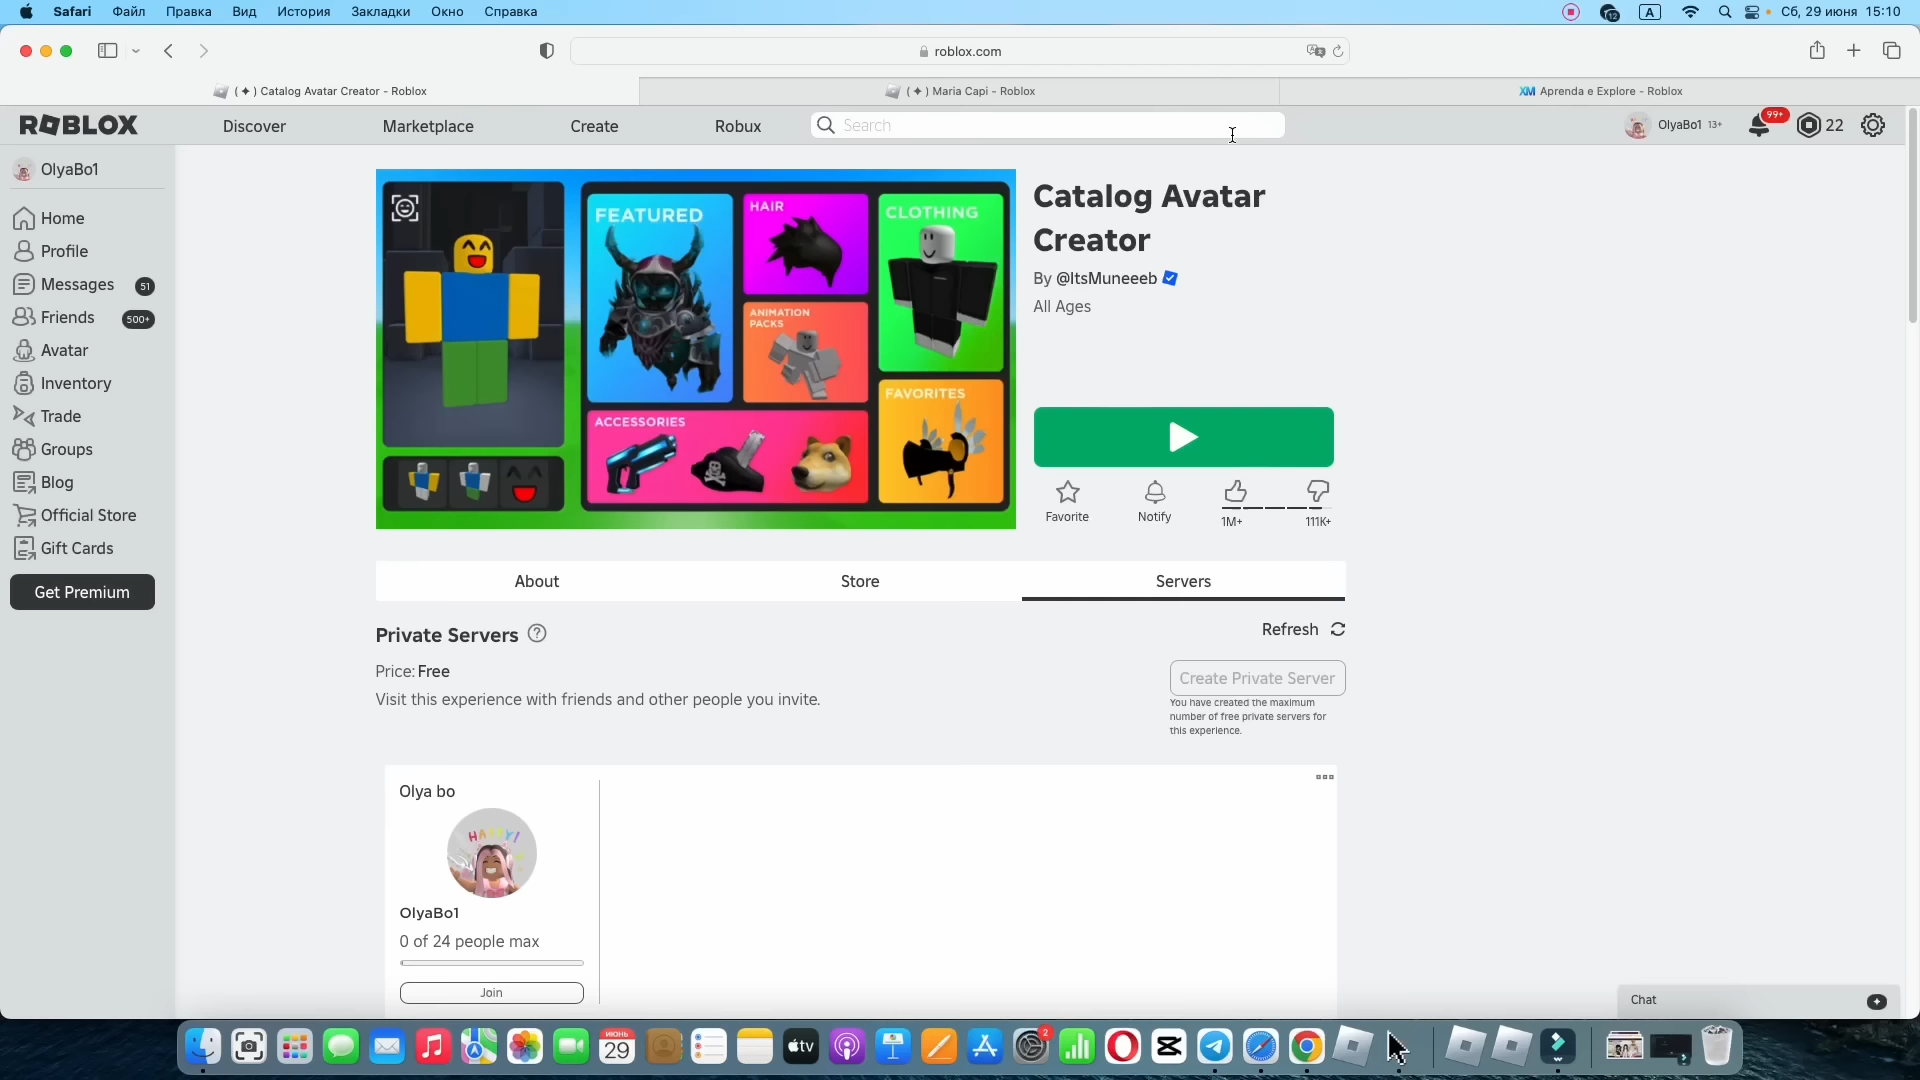 Safari Файл Правка Вид История Закладки Окно Справка
12 A Сб, 29 июня 15:10
roblox.com
( ✦ ) Catalog Avatar Creator - Roblox
( ✦ ) Maria Capi - Roblox
XM Aprenda e Explore - Roblox
ROBLOX Discover Marketplace Create Robux Search OlyaBo1 13+ 99+ 22
OlyaBo1
Home
Profile
Messages 51
Friends 500+
Avatar
Inventory
Trade
Groups
Blog
Official Store
Gift Cards
Get Premium
FEATURED
HAIR
CLOTHING
ANIMATION
PACKS
FAVORITES
ACCESSORIES
Catalog Avatar
Creator
By @ItsMuneeeb
All Ages
Favorite Notify 1M+ 111K+
About Store Servers
Private Servers ?
Refresh
Price: Free
Visit this experience with friends and other people you invite.
Create Private Server
You have created the maximum
number of free private servers for
this experience.
Olya bo
HAPPY!
OlyaBo1
0 of 24 people max
Join
Chat
ИЮНЬ
29
tv
2